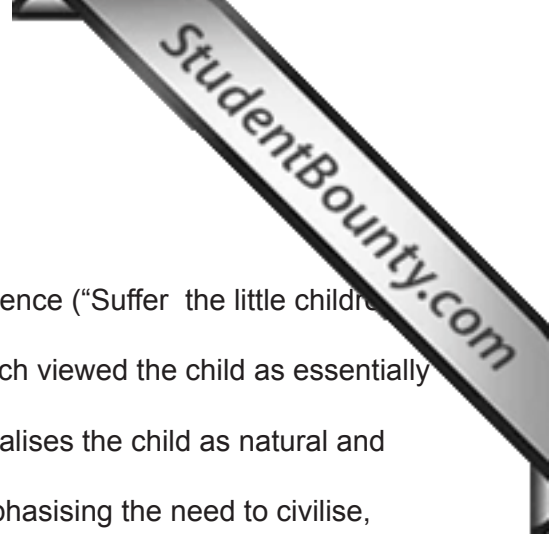 StudentBounty.com
ence (“Suffer the little childr
ch viewed the child as essentially
alises the child as natural and
phasising the need to civilise,